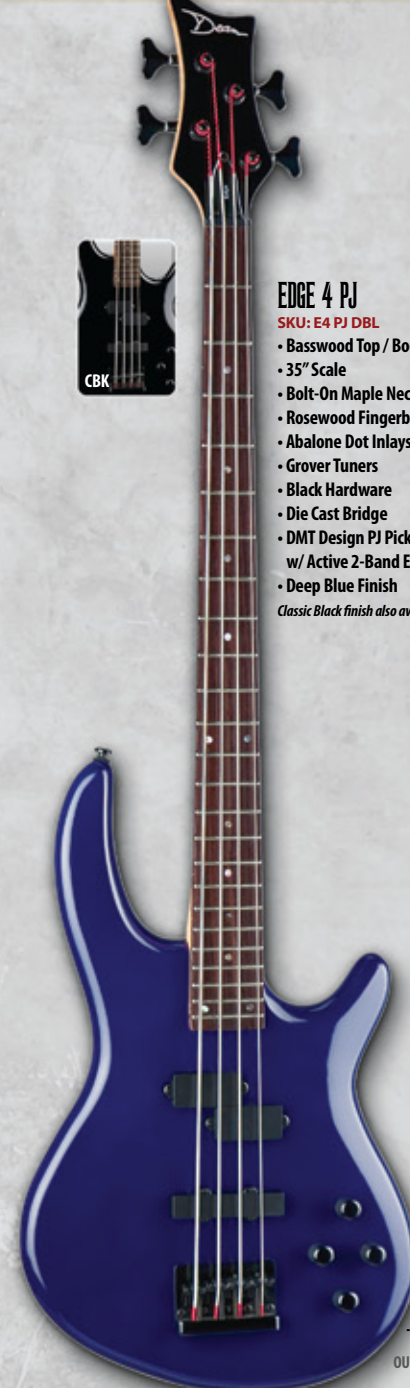 Dean
CBK
EDGE 4 PJ
SKU: E4 PJ DBL
• Basswood Top / Bo
• 35" Scale
• Bolt-On Maple Nec
• Rosewood Fingerb
• Abalone Dot Inlays
• Grover Tuners
• Black Hardware
• Die Cast Bridge
• DMT Design PJ Pick
w/ Active 2-Band E
• Deep Blue Finish
Classic Black finish also av
OU